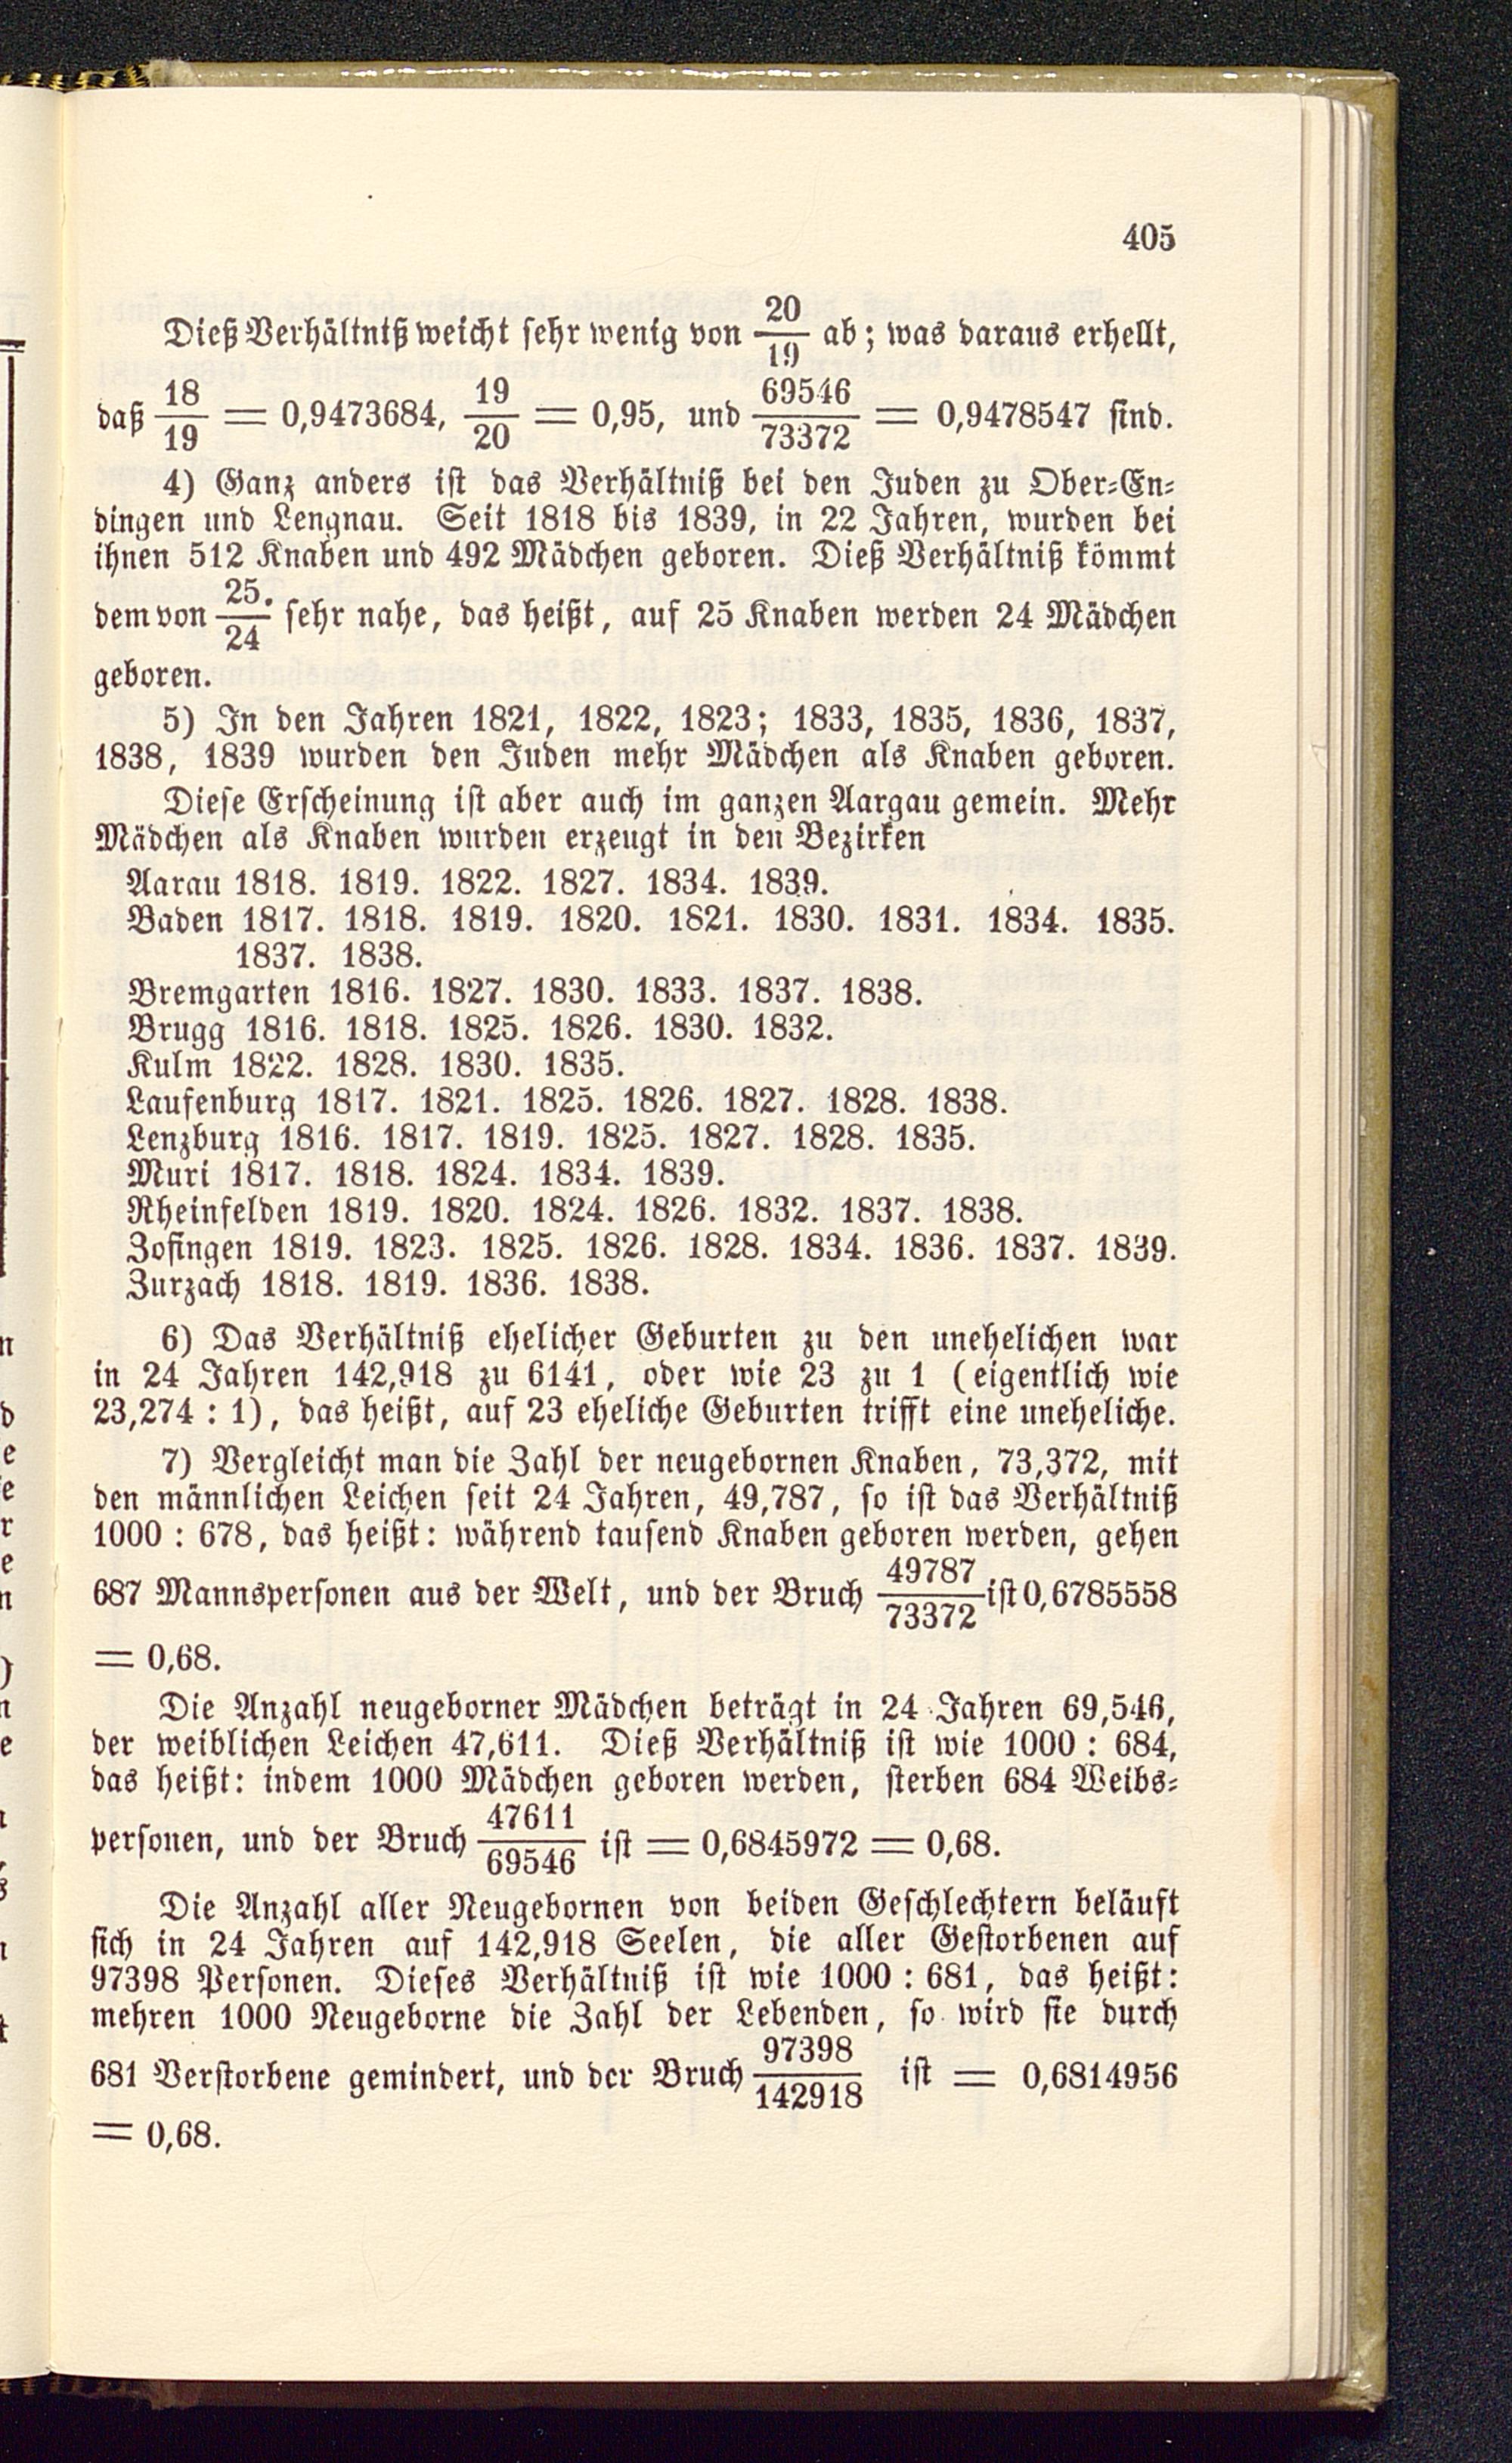 405
Dieß Verhältniß weicht sehr wenig von 20/19 ab; was daraus erhellt,
daß 18/19 = 0,9473684, 19/20 = 0,95, und 69546/73372 = 0,9478547 sind.
4) Ganz anders ist das Verhältniß bei den Juden zu Ober-En-
dingen und Lengnau. Seit 1818 bis 1839, in 22 Jahren, wurden bei
ihnen 512 Knaben und 492 Mädchen geboren. Dieß Verhältniß kömmt
dem von 25./24 sehr nahe, das heißt, auf 25 Knaben werden 24 Mädchen
geboren.
5) In den Jahren 1821, 1822, 1823; 1833, 1835, 1836, 1837,
1838, 1839 wurden den Juden mehr Mädchen als Knaben geboren.
Diese Erscheinung ist aber auch im ganzen Aargau gemein. Mehr
Mädchen als Knaben wurden erzeugt in den Bezirken
Aarau 1818. 1819. 1822. 1827. 1834. 1839.
Baden 1817. 1818. 1819. 1820. 1821. 1830. 1831. 1834. 1835.
1837. 1838.
Bremgarten 1816. 1827. 1830. 1833. 1837. 1838.
Brugg 1816. 1818. 1825. 1826. 1830. 1832.
Kulm 1822. 1828. 1830. 1835.
Laufenburg 1817. 1821. 1825. 1826. 1827. 1828. 1838.
Lenzburg 1816. 1817. 1819. 1825. 1827. 1828. 1835.
Muri 1817. 1818. 1824. 1834. 1839.
Rheinfelden 1819. 1820. 1824. 1826. 1832. 1837. 1838.
Zofingen 1819. 1823. 1825. 1826. 1828. 1834. 1836. 1837. 1839.
Zurzach 1818. 1819. 1836. 1838.
6) Das Verhältniß ehelicher Geburten zu den unehelichen war
in 24 Jahren 142,918 zu 6141, oder wie 23 zu 1 (eigentlich wie
23,274 : 1), das heißt, auf 23 eheliche Geburten trifft eine uneheliche.
7) Vergleicht man die Zahl der neugebornen Knaben, 73,372, mit
den männlichen Leichen seit 24 Jahren, 49,787, so ist das Verhältniß
1000 : 678, das heißt: während tausend Knaben geboren werden, gehen
687 Mannspersonen aus der Welt, und der Bruch 49787/73372 ist 0,6785558
= 0,68.
Die Anzahl neugeborner Mädchen beträgt in 24 Jahren 69,546,
der weiblichen Leichen 47,611. Dieß Verhältniß ist wie 1000 : 684,
das heißt: indem 1000 Mädchen geboren werden, sterben 684 Weibs-
personen, und der Bruch 47611/69546 ist = 0,6845972 = 0,68.
Die Anzahl aller Neugebornen von beiden Geschlechtern beläuft
sich in 24 Jahren auf 142,918 Seelen, die aller Gestorbenen auf
97398 Personen. Dieses Verhältniß ist wie 1000 : 681, das heißt:
mehren 1000 Neugeborne die Zahl der Lebenden, so wird sie durch
681 Verstorbene gemindert, und der Bruch 97398/142918 ist = 0,6814956
= 0,68.